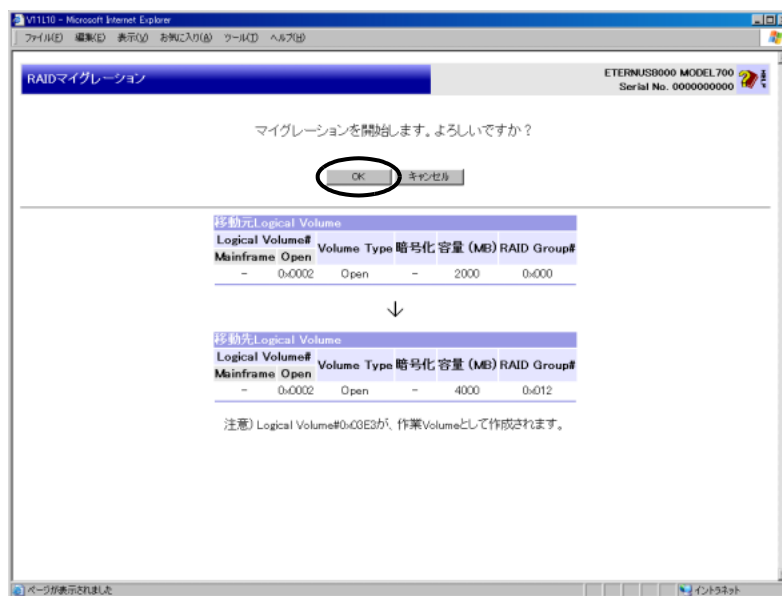 V11L10 - Microsoft Internet Explorer
ファイル(F) 編集(E) 表示(V) お気に入り(A) ツール(T) ヘルプ(H)
RAIDマイグレーション
ETERNUS8000 MODEL700
Serial No. 0000000000
HELP
マイグレーションを開始します。よろしいですか？
OK キャンセル
移動元Logical Volume
Logical Volume# Volume Type 暗号化 容量 (MB) RAID Group#
Mainframe Open
- 0x0002 Open - 2000 0x000
↓
移動先Logical Volume
Logical Volume# Volume Type 暗号化 容量 (MB) RAID Group#
Mainframe Open
- 0x0002 Open - 4000 0x012
注意) Logical Volume#0x03E3が、作業Volumeとして作成されます。
ページが表示されました イントラネット